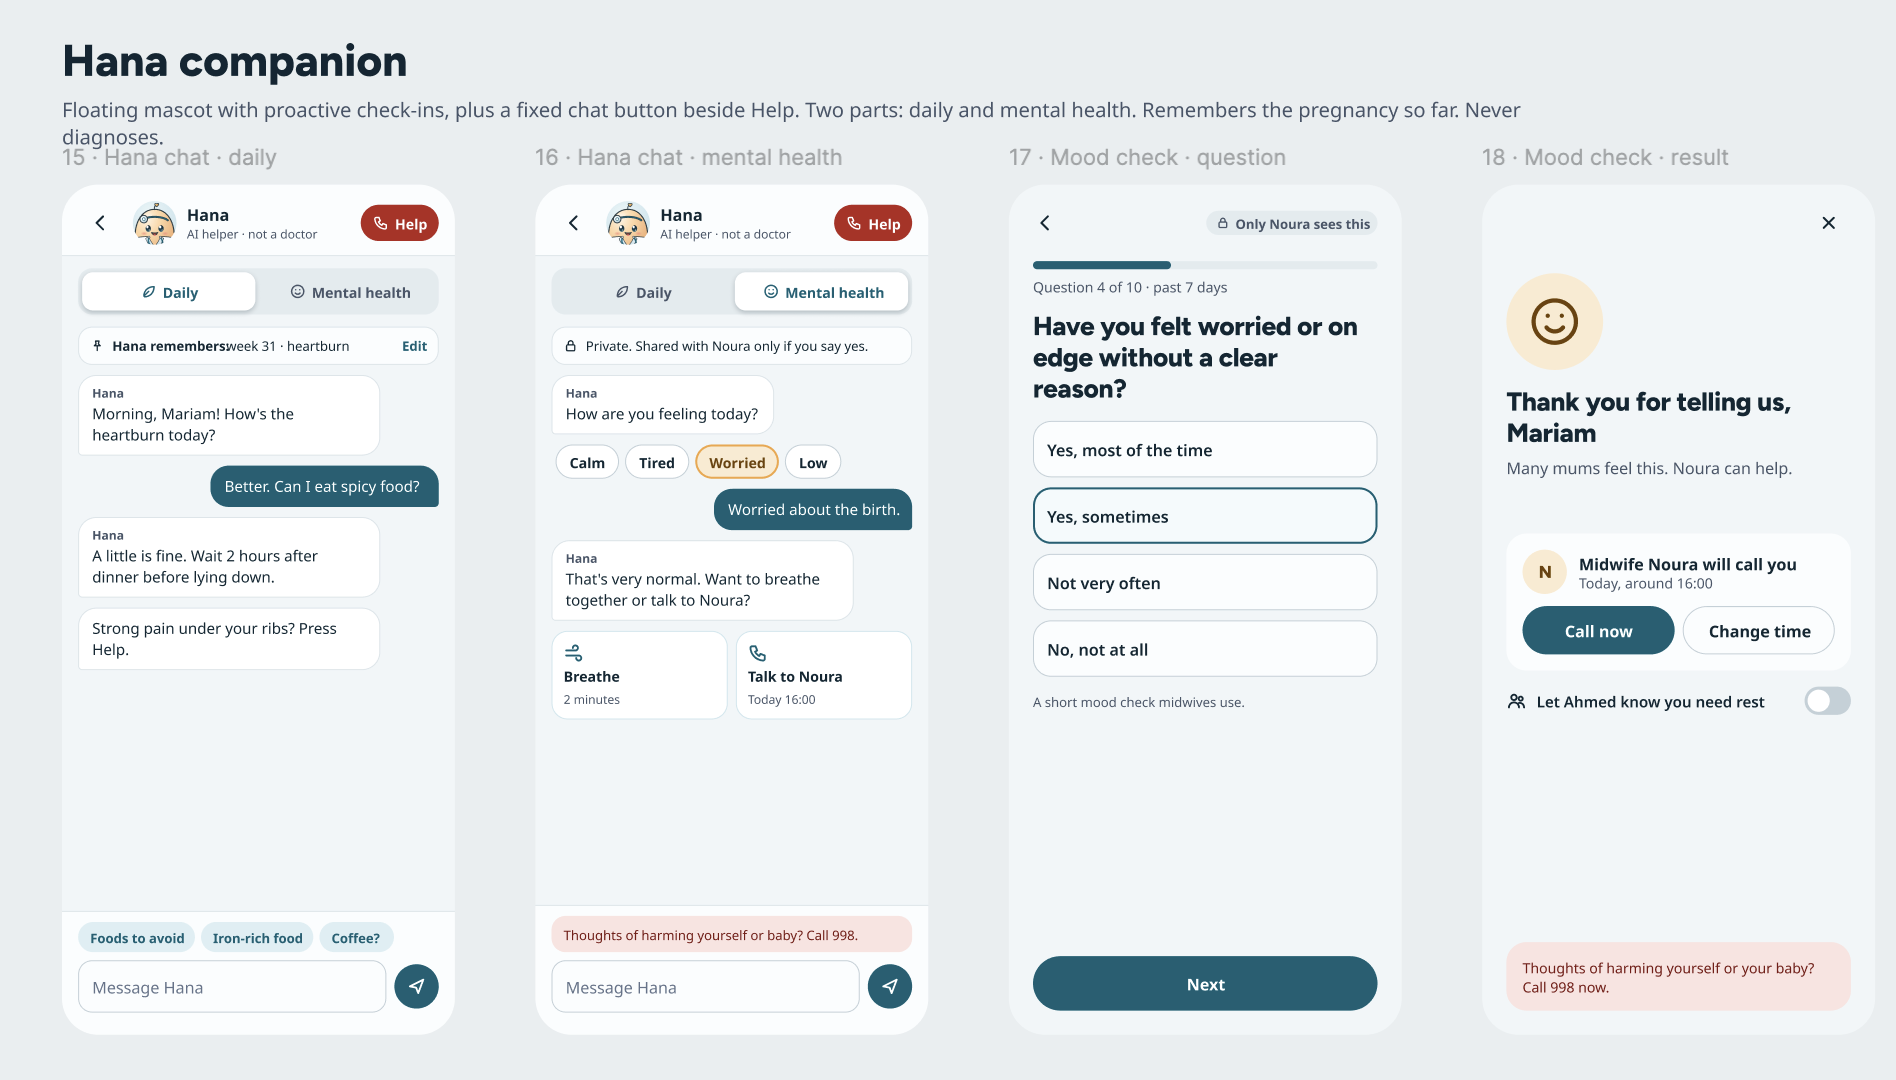 Hana companion
Floating mascot with proactive check-ins, plus a fixed chat button beside Help. Two parts: daily and mental health. Remembers the pregnancy so far. Never
diagnoses.
15 · Hana chat · daily
Hana
AI helper · not a doctor
Help
Daily
Mental health
Hana remembers: week 31 · heartburn
Edit
Hana
Morning, Mariam! How's the
heartburn today?
Better. Can I eat spicy food?
Hana
A little is fine. Wait 2 hours after
dinner before lying down.
Strong pain under your ribs? Press
Help.
Foods to avoid
Iron-rich food
Coffee?
Message Hana
16 · Hana chat · mental health
Hana
AI helper · not a doctor
Help
Daily
Mental health
Private. Shared with Noura only if you say yes.
Hana
How are you feeling today?
Calm
Tired
Worried
Low
Worried about the birth.
Hana
That's very normal. Want to breathe
together or talk to Noura?
Breathe
2 minutes
Talk to Noura
Today 16:00
Thoughts of harming yourself or baby? Call 998.
Message Hana
17 · Mood check · question
Only Noura sees this
Question 4 of 10 · past 7 days
Have you felt worried or on
edge without a clear
reason?
Yes, most of the time
Yes, sometimes
Not very often
No, not at all
A short mood check midwives use.
Next
18 · Mood check · result
Thank you for telling us,
Mariam
Many mums feel this. Noura can help.
N
Midwife Noura will call you
Today, around 16:00
Call now
Change time
Let Ahmed know you need rest
Thoughts of harming yourself or your baby?
Call 998 now.